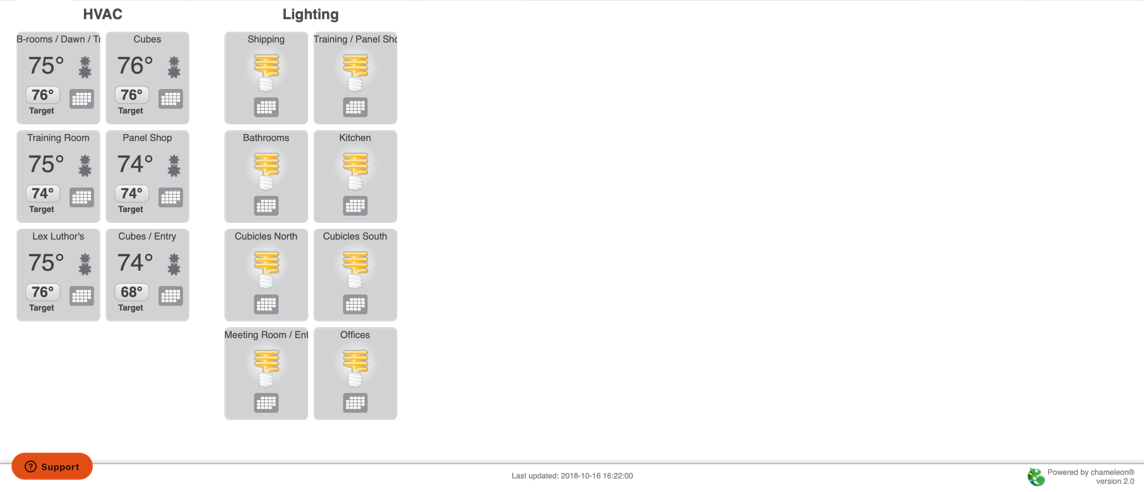 HVAC
Lighting
B-rooms / Dawn / Tr
Cubes
75°
76°
76°
76°
Target
Target
Training Room
Panel Shop
75°
74°
74°
74°
Target
Target
Lex Luthor's
Cubes / Entry
75°
74°
76°
68°
Target
Target
Shipping
Training / Panel Sho
Bathrooms
Kitchen
Cubicles North
Cubicles South
Meeting Room / Ent
Offices
? Support
Last updated: 2018-10-16 16:22:00
Powered by chameleon®
version 2.0